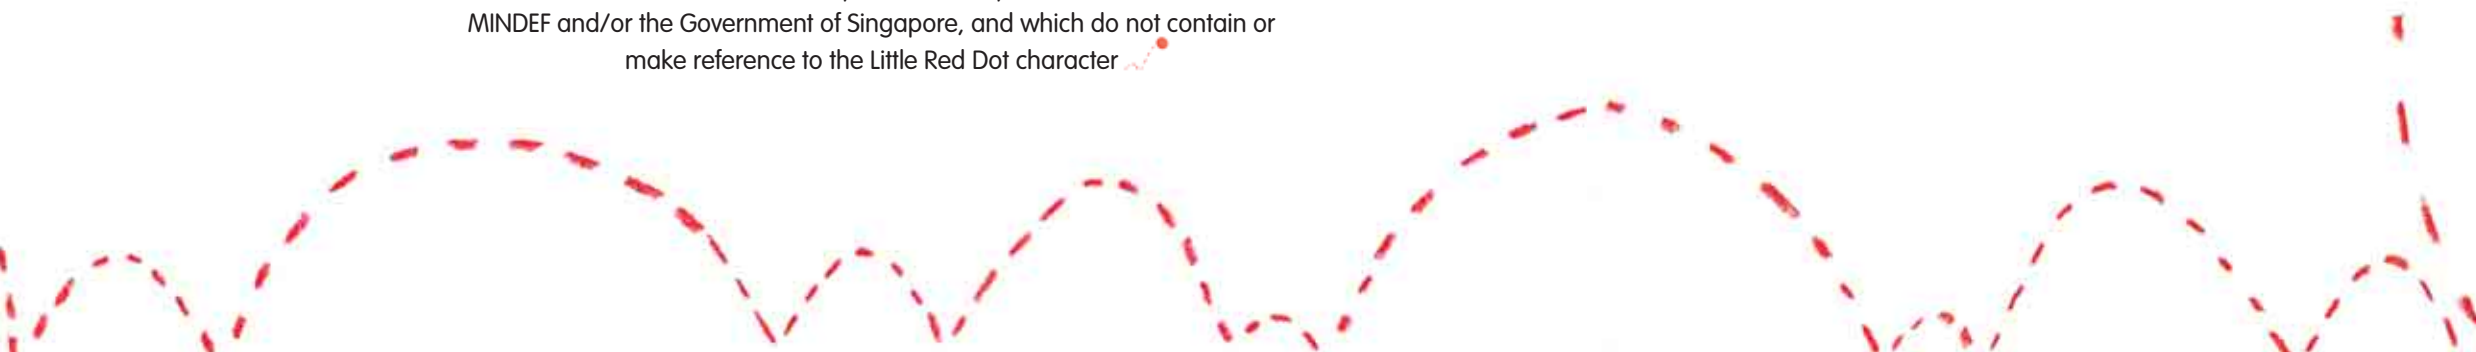 MINDEF and/or the Government of Singapore, and which do not contain or
make reference to the Little Red Dot character